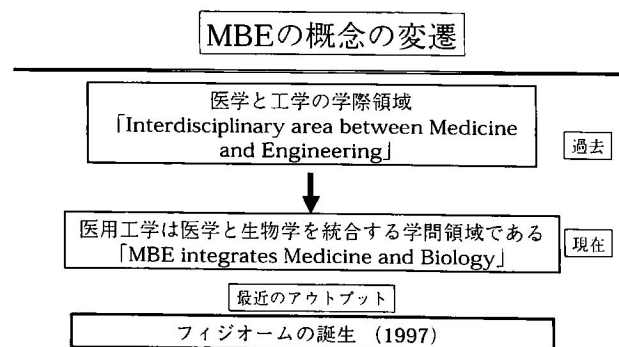 MBEの概念の変遷
医学と工学の学際領域
「Interdisciplinary area between Medicine
and Engineering」
過去
医用工学は医学と生物学を統合する学問領域である
「MBE integrates Medicine and Biology」
現在
最近のアウトプット
フィジオームの誕生 (1997)